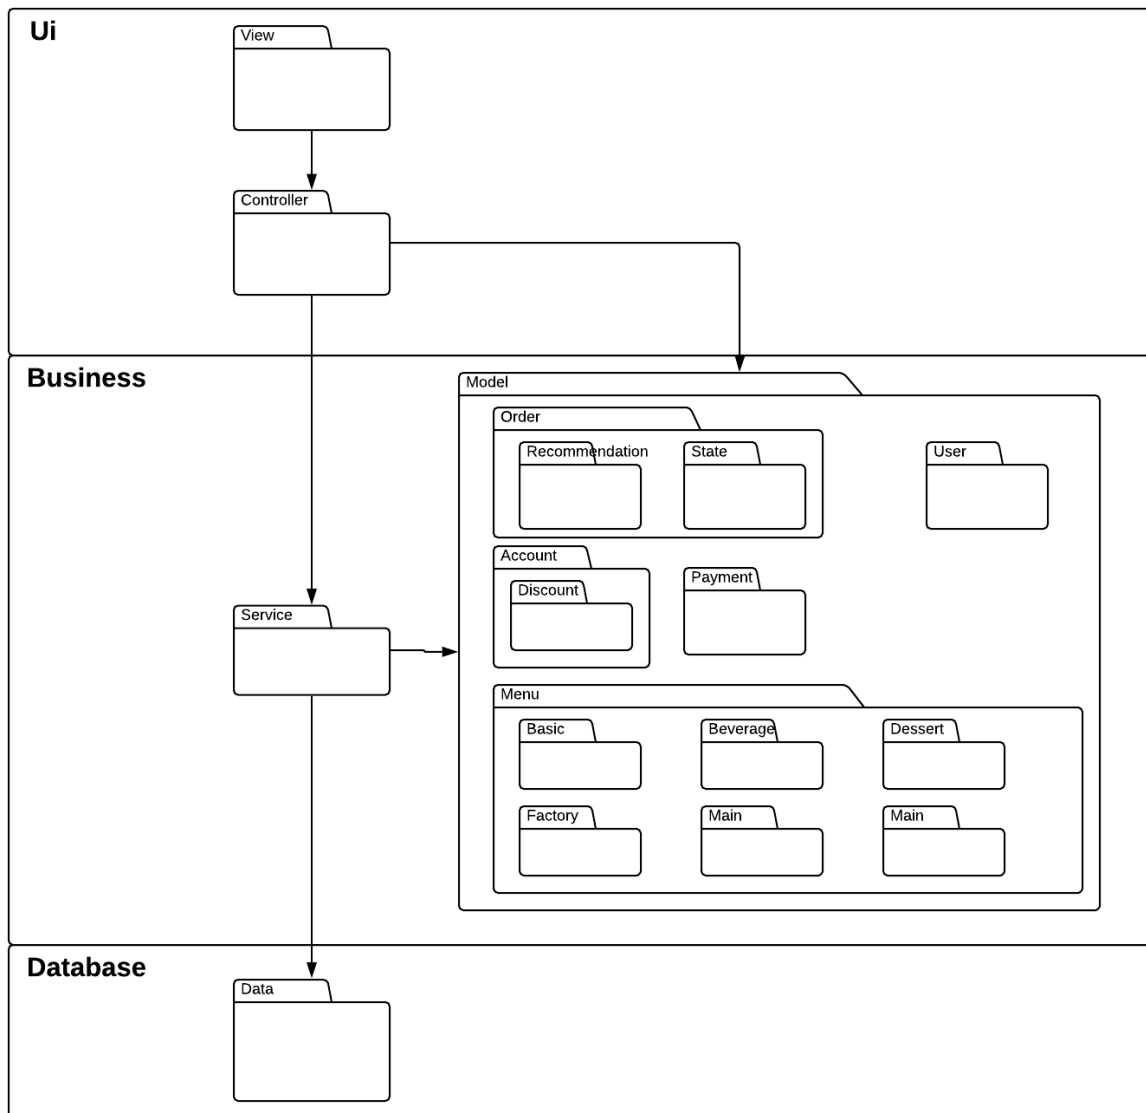 Ui
View
Controller
Business
Model
Order
Recommendation
State
User
Account
Discount
Payment
Service
Menu
Basic
Beverage
Dessert
Factory
Main
Main
Database
Data